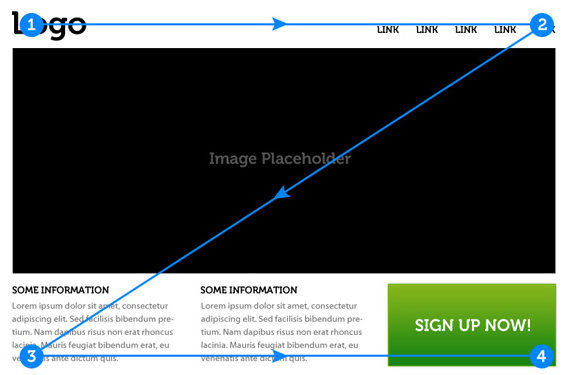 Logo
LINK LINK LINK LINK
1 2
Image Placeholder
SOME INFORMATION
Lorem ipsum dolor sit amet, consectetur
adipiscing elit. Sed facilisis bibendum, pre-
tium. Nam dapibus risus non erat rhoncus
lacinia. Mauris feugiat bibendum erat, eu
venenatis ante dictum quis.
SOME INFORMATION
Lorem ipsum dolor sit amet, consectetur
adipiscing elit. Sed facilisis bibendum, pre-
tium. Nam dapibus risus non erat rhoncus
lacinia. Mauris feugiat bibendum erat, eu
venenatis ante dictum quis.
SIGN UP NOW!
3 4